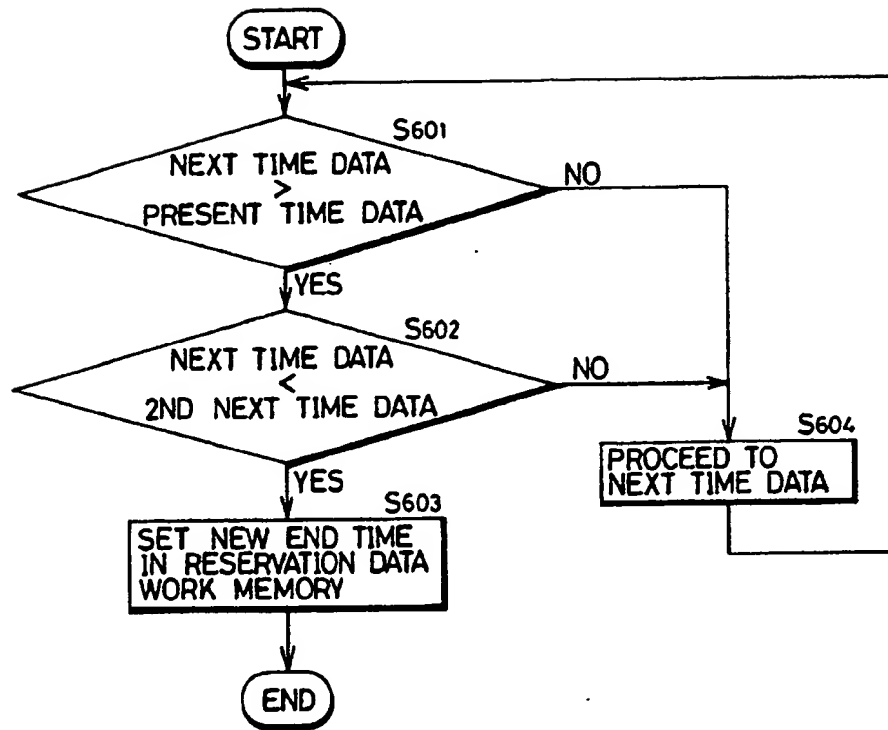 START
S601
NEXT TIME DATA
>
PRESENT TIME DATA
NO
YES
S602
NEXT TIME DATA
<
2ND NEXT TIME DATA
NO
YES
S604
PROCEED TO
NEXT TIME DATA
S603
SET NEW END TIME
IN RESERVATION DATA
WORK MEMORY
END